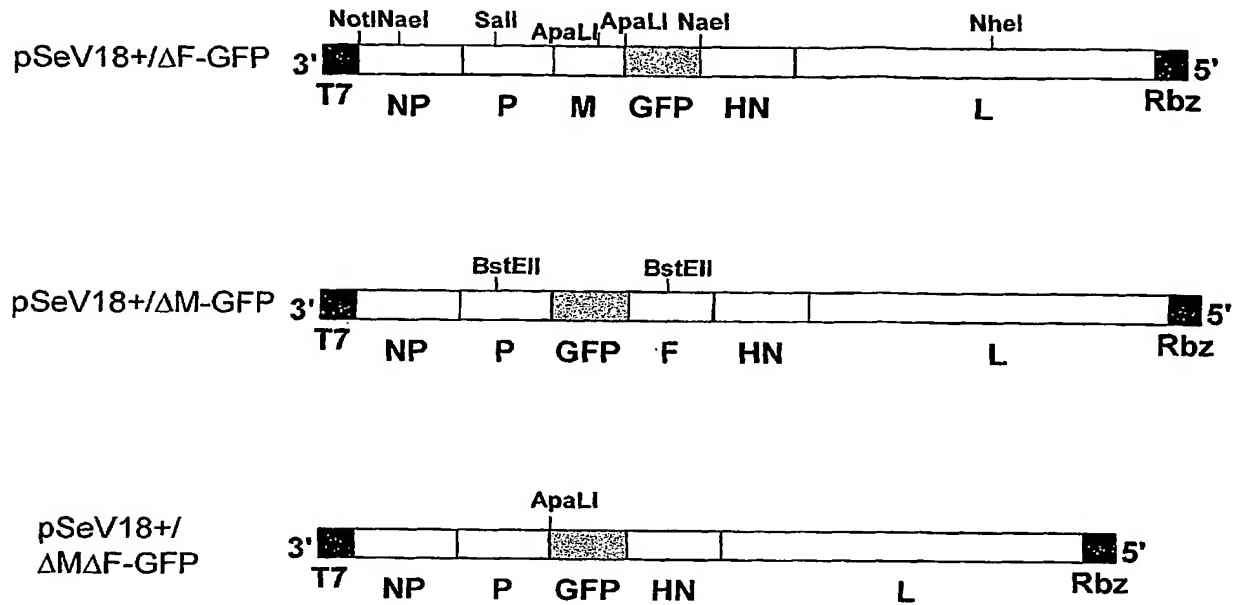 NotI NaeI SalI ApaLI ApaLI NaeI NheI
pSeV18+/ΔF-GFP 3' 5'
T7 NP P M GFP HN L Rbz
BstEII BstEII
pSeV18+/ΔM-GFP 3' 5'
T7 NP P GFP F HN L Rbz
ApaLI
pSeV18+/
ΔMΔF-GFP 3' 5'
T7 NP P GFP HN L Rbz